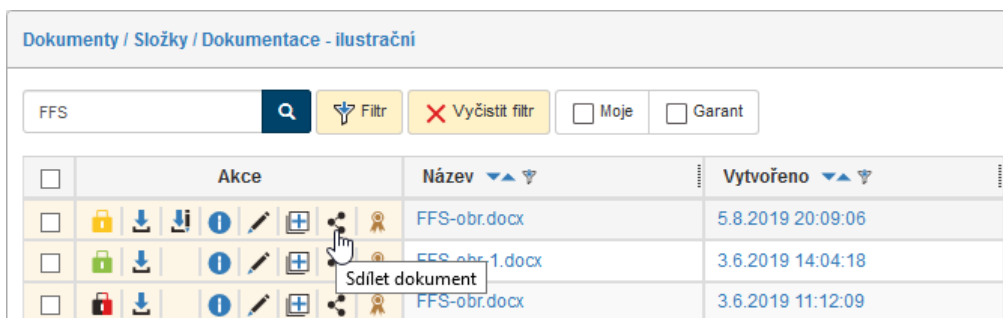 Dokumenty / Složky / Dokumentace - ilustrační
FFS Filtr Vyčistit filtr Moje Garant
Akce Název Vytvořeno
FFS-obr.docx 5.8.2019 20:09:06
FFS-obr-1.docx 3.6.2019 14:04:18
Sdílet dokument
FFS-obr.docx 3.6.2019 11:12:09